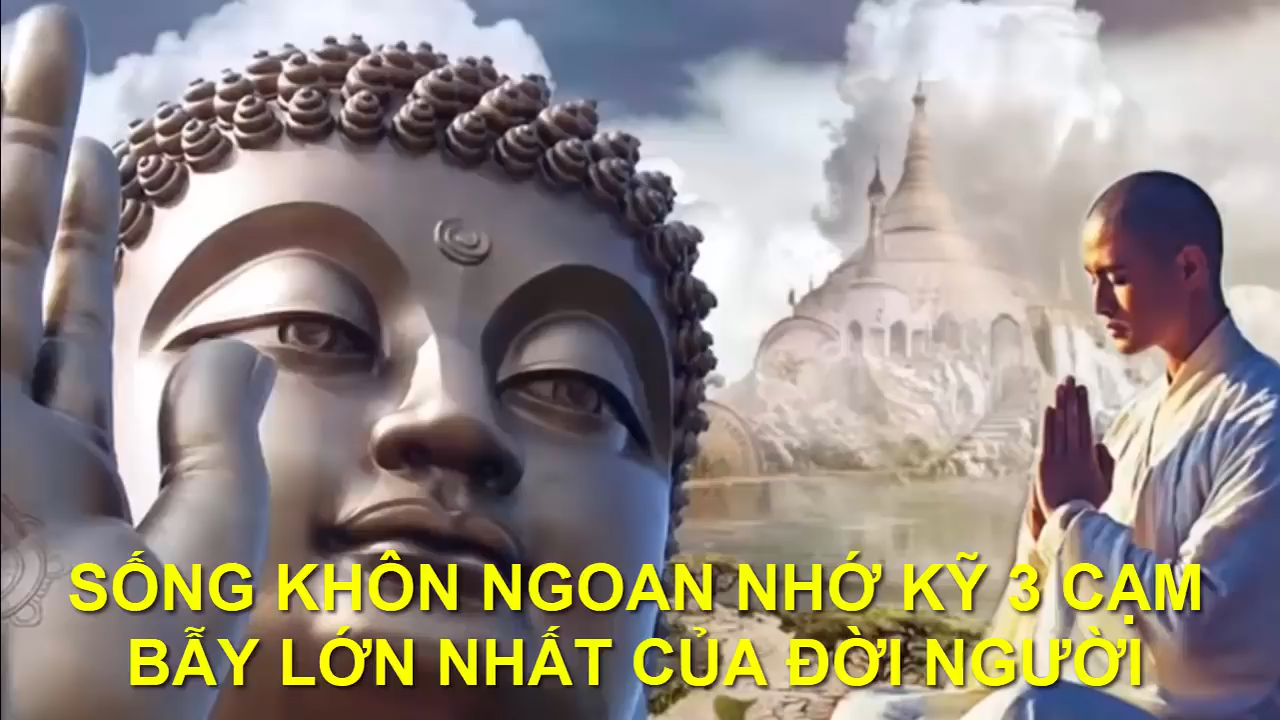 SỐNG KHÔN NGOAN NHỚ KỸ 3 CẠM
BẪY LỚN NHẤT CỦA ĐỜI NGƯỜI